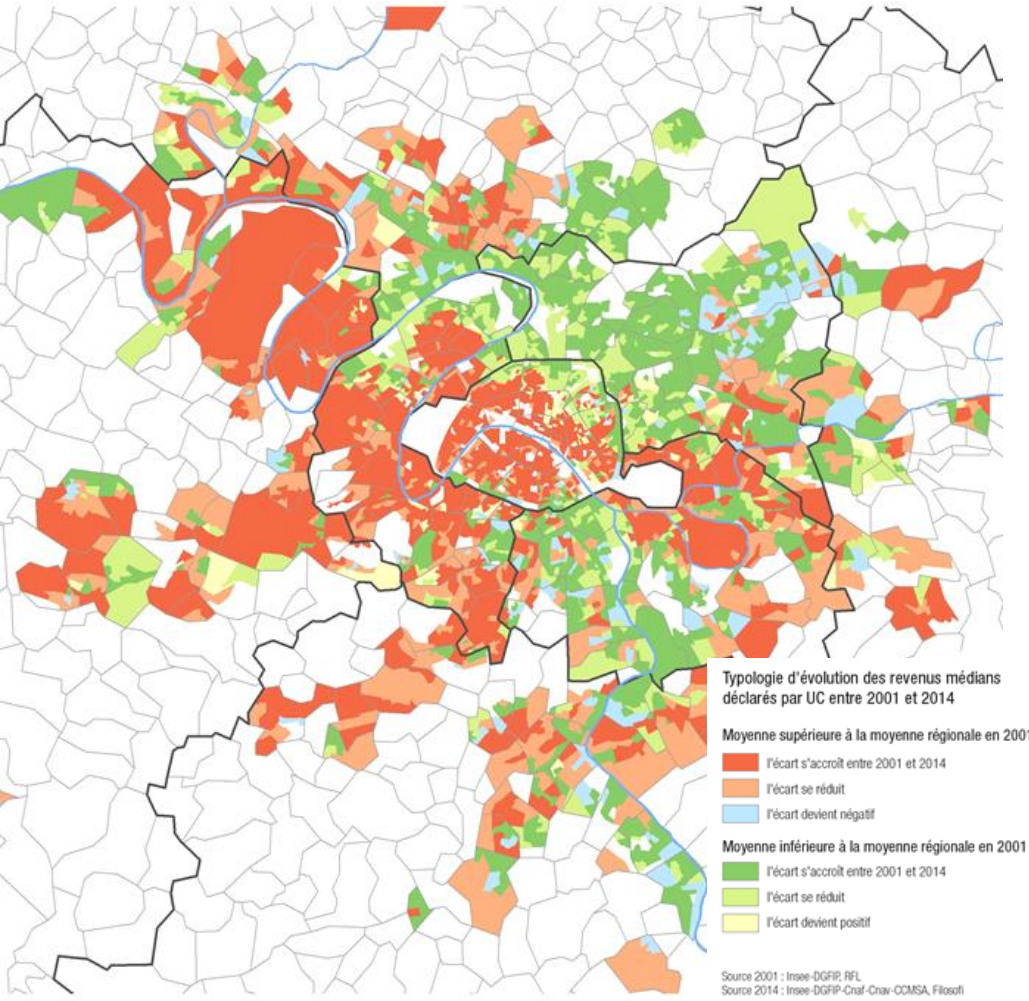 Typologie d'évolution des revenus médians
déclarés par UC entre 2001 et 2014
Moyenne supérieure à la moyenne régionale en 2001
l'écart s'accroît entre 2001 et 2014
l'écart se réduit
l'écart devient négatif
Moyenne inférieure à la moyenne régionale en 2001
l'écart s'accroît entre 2001 et 2014
l'écart se réduit
l'écart devient positif
Source 2001 : Insee-DGFIP, RFL
Source 2014 : Insee-DGFIP-Cnaf-Cnav-CCMSA, Filosofi